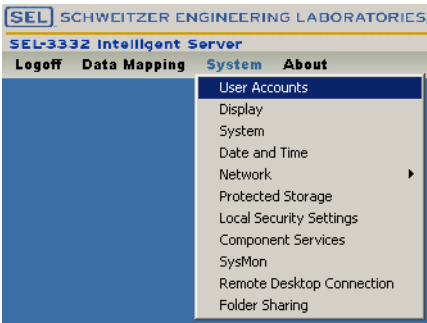 SEL SCHWEITZER ENGINEERING LABORATORIES
SEL-3332 Intelligent Server
Logoff Data Mapping System About
User Accounts
Display
System
Date and Time
Network
Protected Storage
Local Security Settings
Component Services
SysMon
Remote Desktop Connection
Folder Sharing